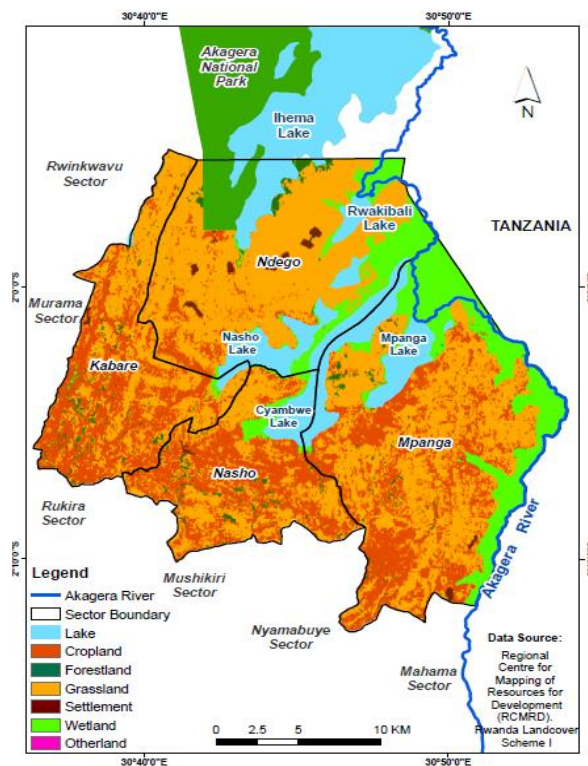 30°40'0"E
30°50'0"E
Akagera
National
Park
Ihema
Lake
N
Rwinkwavu
Sector
Rwakibali
Lake
TANZANIA
Ndego
2°0'0"S
Murama
Sector
Nasho
Lake
Mpanga
Lake
Kabare
Cyambwe
Lake
Mpanga
Nasho
Rukira
Sector
Akagera River
2°10'0"S
Mushikiri
Sector
Nyamabuye
Sector
Mahama
Sector
Legend
Akagera River
Sector Boundary
Lake
Cropland
Forestland
Grassland
Settlement
Wetland
Otherland
0 2.5 5 10 KM
Data Source:
Regional
Centre for
Mapping of
Resources for
Development
(RCMRD).
Rwanda Landcover
Scheme I
30°40'0"E
30°50'0"E